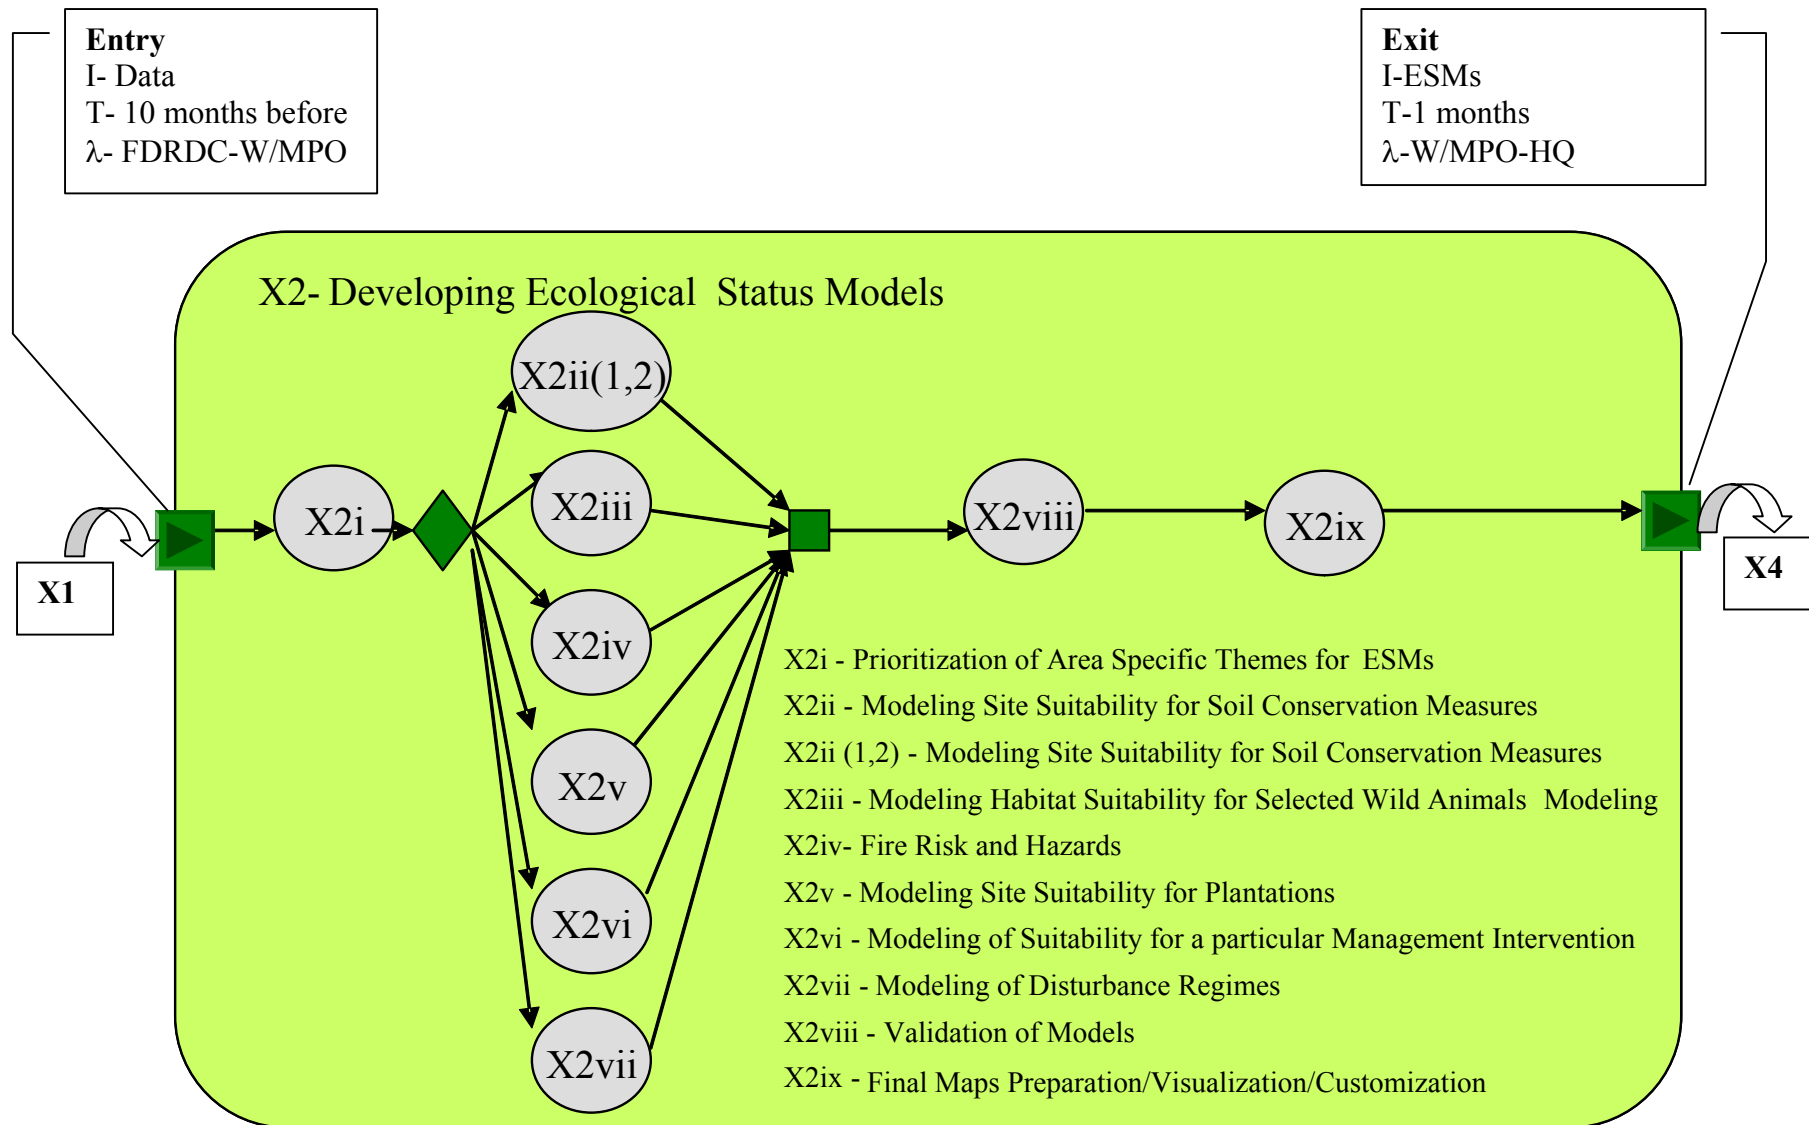 Entry
I- Data
T- 10 months before
λ- FDRDC-W/MPO
Exit
I-ESMs
T-1 months
λ-W/MPO-HQ
X2- Developing Ecological Status Models
X2ii(1,2)
X2i
X2iii
X2viii
X2ix
X1
X4
X2iv
X2v
X2vi
X2vii
X2i - Prioritization of Area Specific Themes for ESMs
X2ii - Modeling Site Suitability for Soil Conservation Measures
X2ii (1,2) - Modeling Site Suitability for Soil Conservation Measures
X2iii - Modeling Habitat Suitability for Selected Wild Animals Modeling
X2iv- Fire Risk and Hazards
X2v - Modeling Site Suitability for Plantations
X2vi - Modeling of Suitability for a particular Management Intervention
X2vii - Modeling of Disturbance Regimes
X2viii - Validation of Models
X2ix - Final Maps Preparation/Visualization/Customization